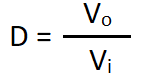 D = Vo / Vi